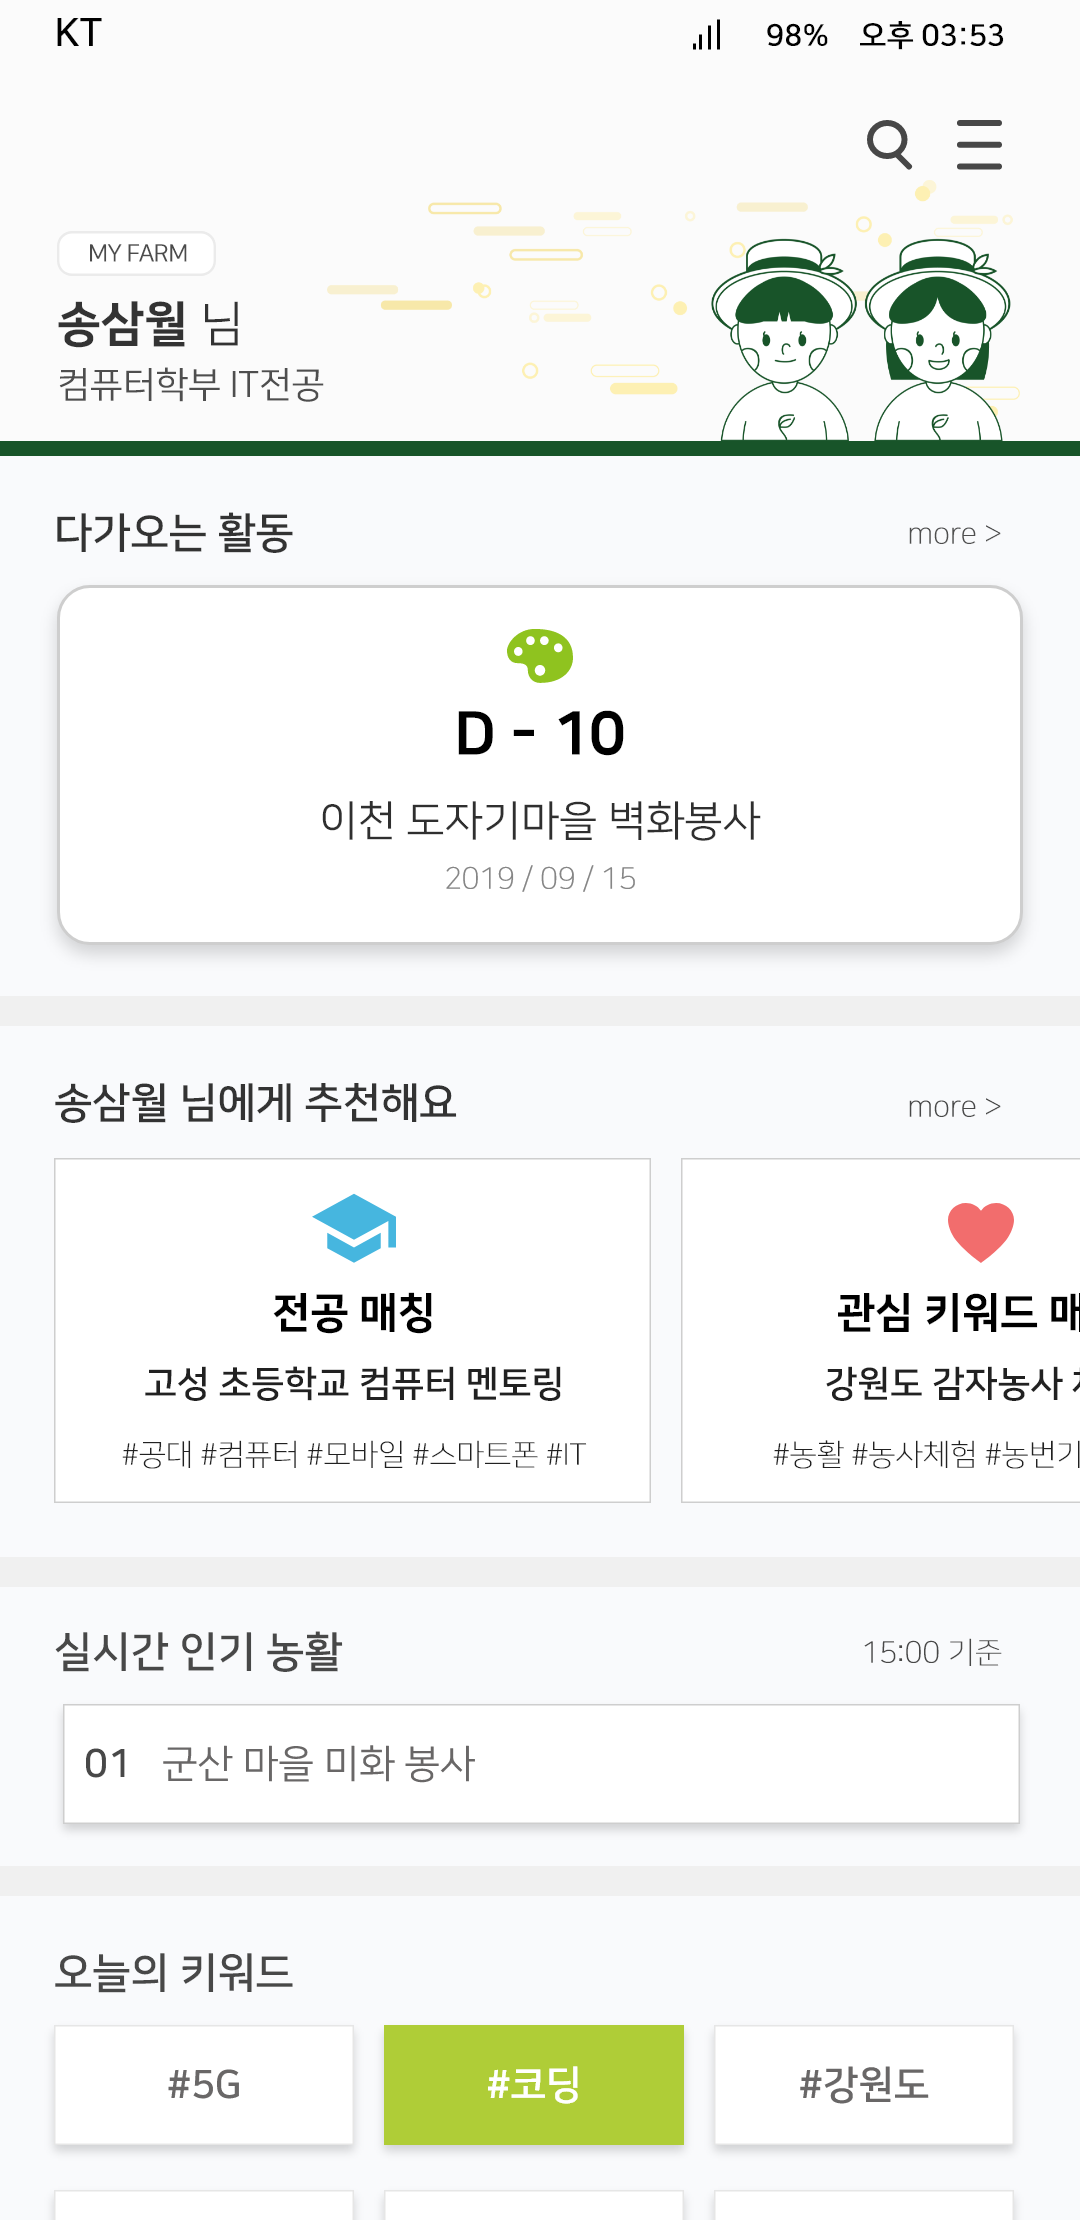 KT 98% 오후 03:53
MY FARM
송삼월 님
컴퓨터학부 IT전공
다가오는 활동 more >
D - 10
이천 도자기마을 벽화봉사
2019 / 09 / 15
송삼월 님에게 추천해요 more >
전공 매칭
고성 초등학교 컴퓨터 멘토링
#공대 #컴퓨터 #모바일 #스마트폰 #IT
관심 키워드 매
강원도 감자농사
#농활 #농사체험 #농번기
실시간 인기 농활 15:00 기준
01 군산 마을 미화 봉사
오늘의 키워드
#5G #코딩 #강원도